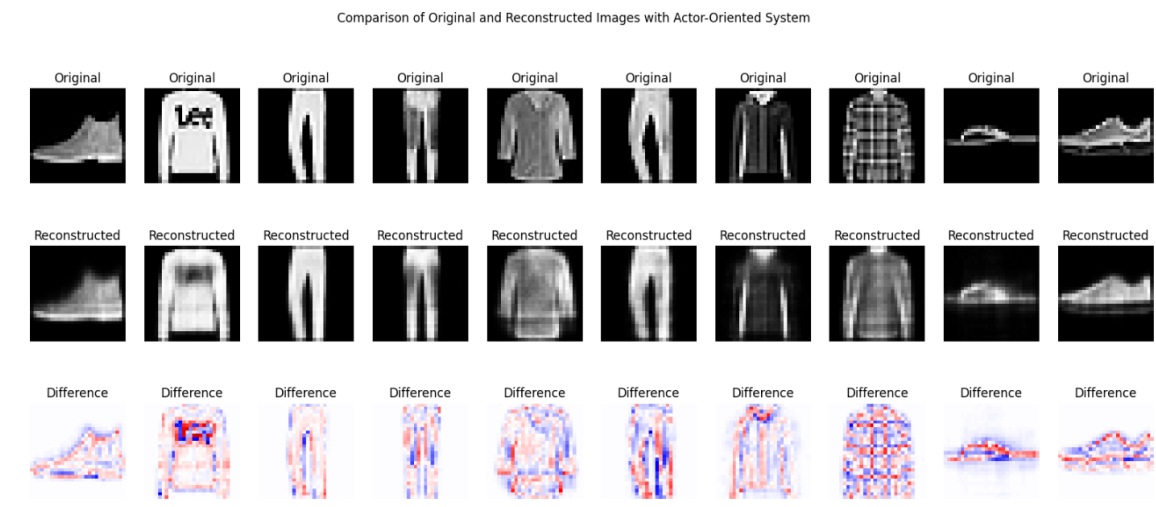 Comparison of Original and Reconstructed Images with Actor-Oriented System
Original Original Original Original Original Original Original Original Original Original
Lee
Reconstructed Reconstructed Reconstructed Reconstructed Reconstructed Reconstructed Reconstructed Reconstructed Reconstructed Reconstructed
Difference Difference Difference Difference Difference Difference Difference Difference Difference Difference